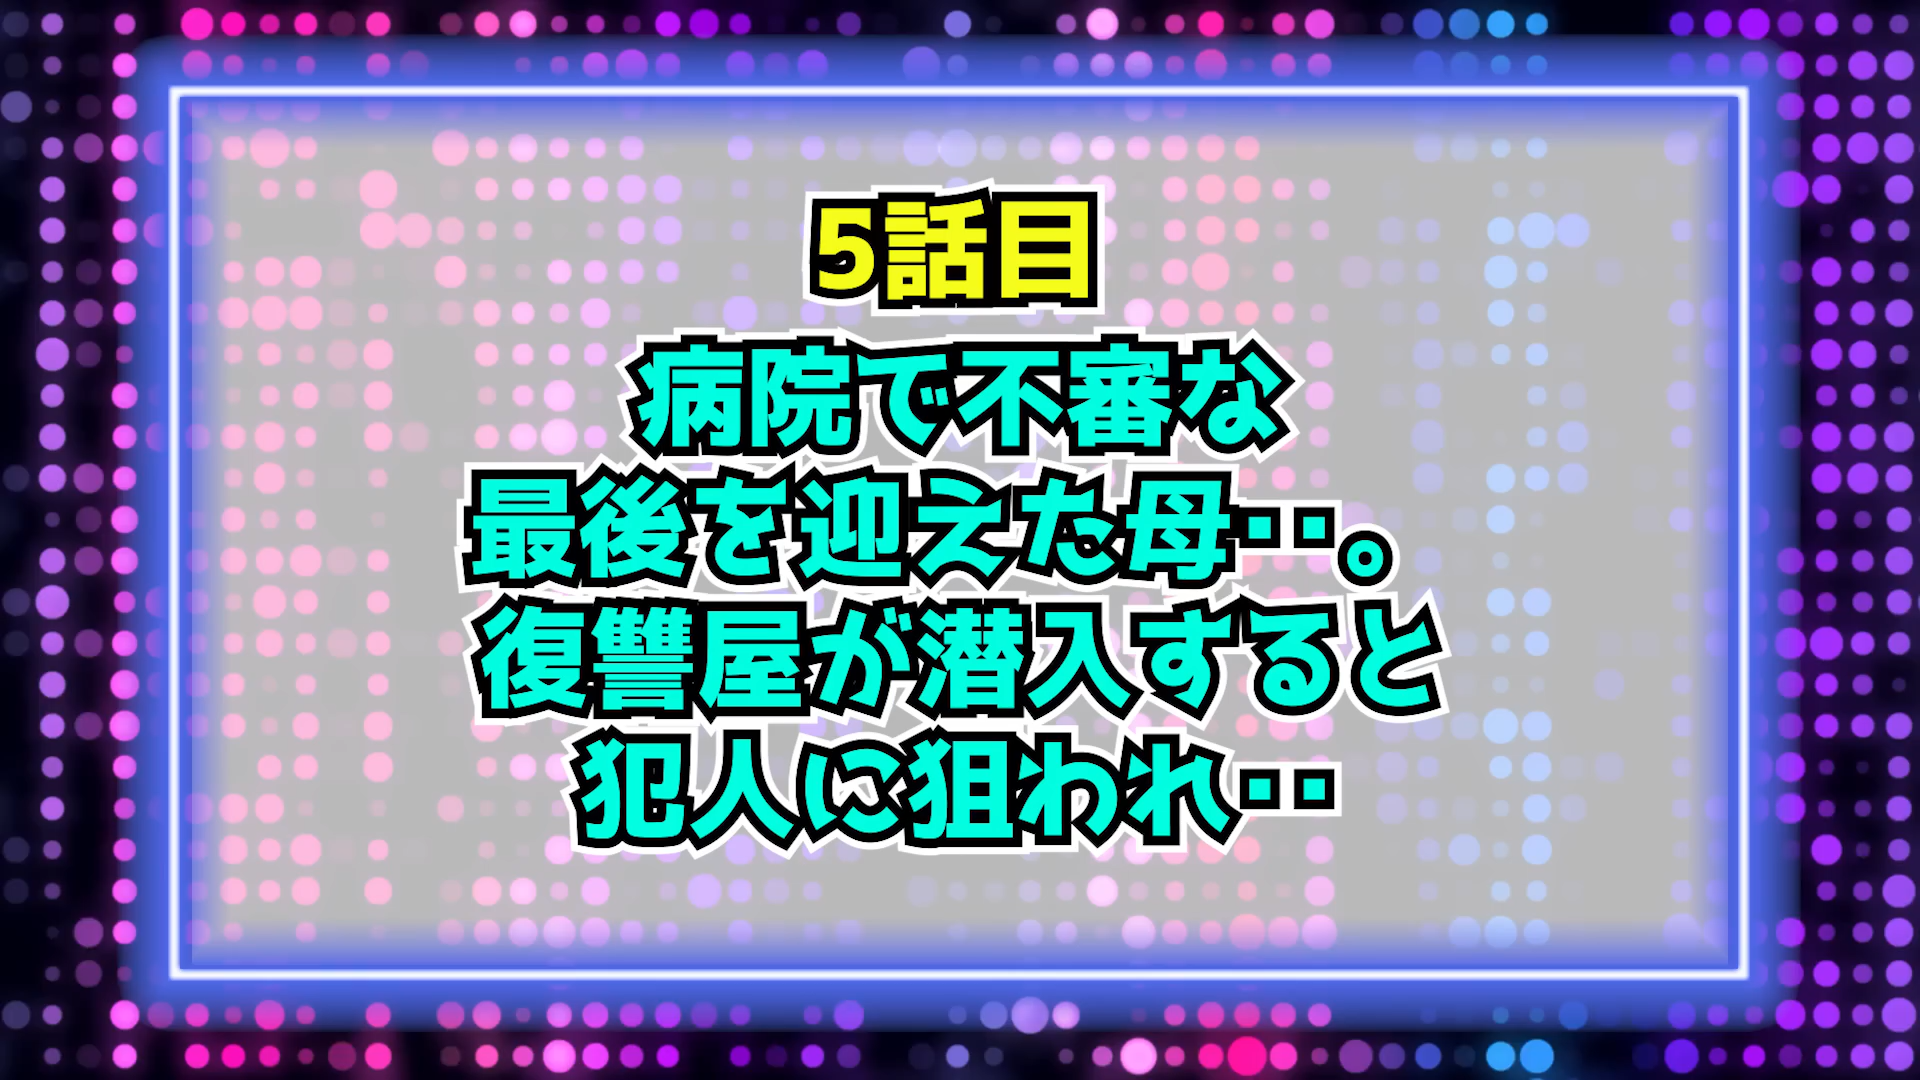 5話目
病院で不審な
最後を迎えた母‥。
復讐屋が潜入すると
犯人に狙われ‥